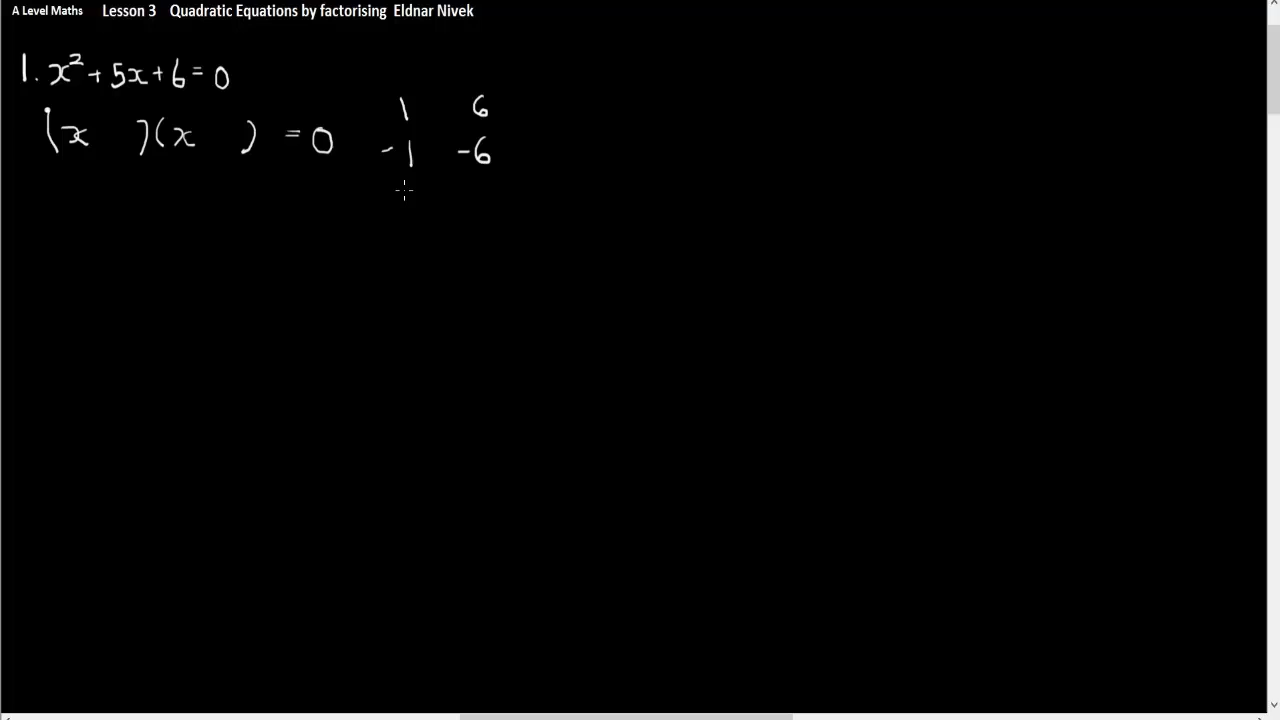 A Level Maths Lesson 3 Quadratic Equations by factorising Eldnar Nivek
1. x² + 5x + 6 = 0
(x )(x ) = 0
1 6
-1 -6